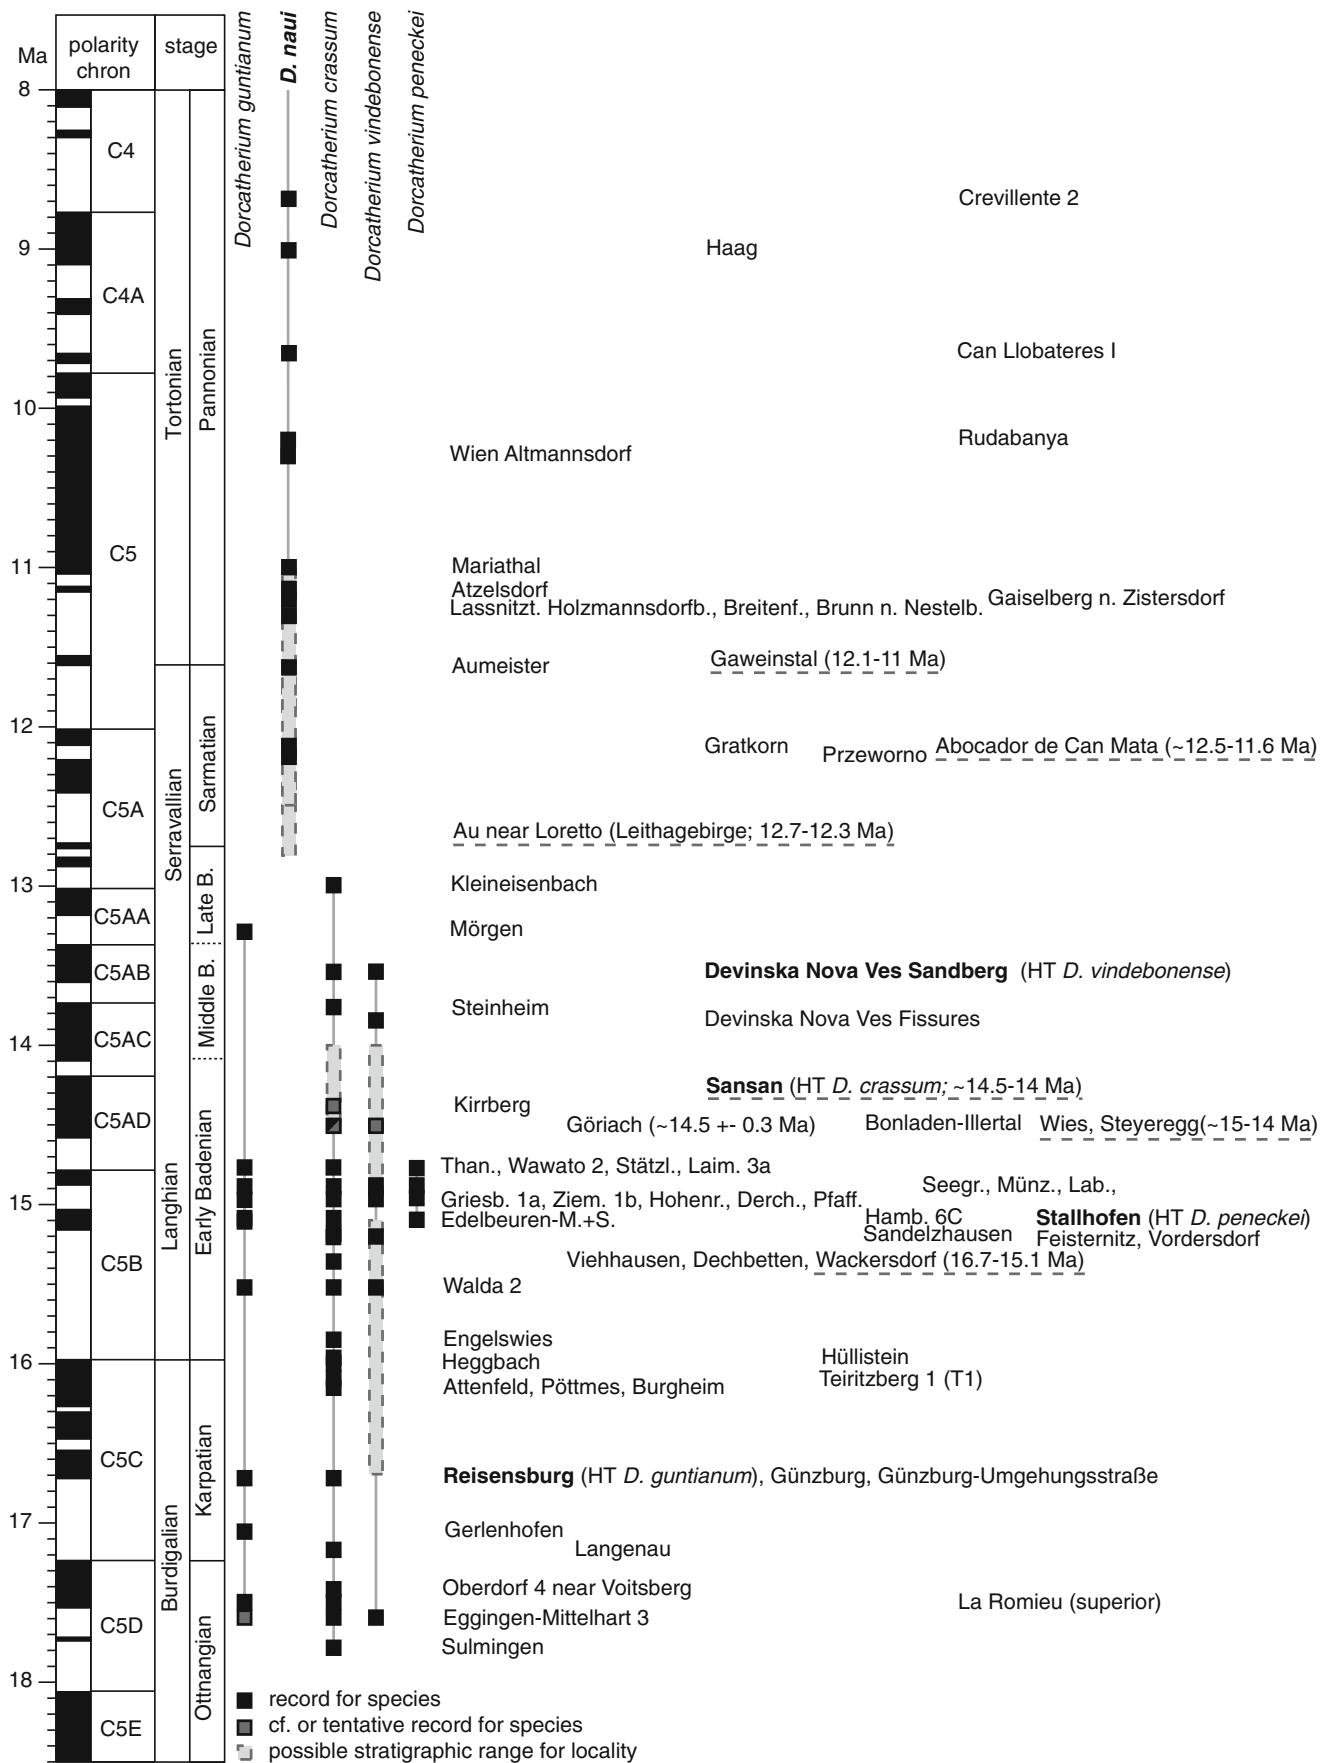 Ma
polarity chron
stage
Dorcatherium guntianum
D. naui
Dorcatherium crassum
Dorcatherium vindebonense
Dorcatherium peneckei
8
9
10
11
12
13
14
15
16
17
18
C4
C4A
C5
C5A
C5AA
C5AB
C5AC
C5AD
C5B
C5C
C5D
C5E
Tortonian
Serravallian
Langhian
Burdigalian
Pannonian
Sarmatian
Late B.
Middle B.
Early Badenian
Karpatian
Ottnangian
Crevillente 2
Haag
Can Llobateres I
Rudabanya
Wien Altmannsdorf
Mariathal
Atzelsdorf
Lassnitzt. Holzmannsdorfb., Breitenf., Brunn n. Nestelb. Gaiselberg n. Zistersdorf
Aumeister
Gaweinstal (12.1-11 Ma)
Gratkorn
Przeworno
Abocador de Can Mata (~12.5-11.6 Ma)
Au near Loretto (Leithagebirge; 12.7-12.3 Ma)
Kleineisenbach
Mörgen
Devinska Nova Ves Sandberg (HT D. vindebonense)
Steinheim
Devinska Nova Ves Fissures
Sansan (HT D. crassum; ~14.5-14 Ma)
Kirrberg
Göriach (~14.5 +- 0.3 Ma)
Bonladen-Illertal
Wies, Steyeregg(~15-14 Ma)
Than., Wawato 2, Stätzl., Laim. 3a
Seegr., Münz., Lab.,
Griesb. 1a, Ziem. 1b, Hohenr., Derch., Pfaff.
Edelbeuren-M.+S.
Hamb. 6C
Stallhofen (HT D. peneckei)
Sandelzhausen
Feisternitz, Vordersdorf
Viehhausen, Dechbetten, Wackersdorf (16.7-15.1 Ma)
Walda 2
Engelswies
Heggbach
Hüllistein
Attenfeld, Pöttmes, Burgheim
Teiritzberg 1 (T1)
Reisensburg (HT D. guntianum), Günzburg, Günzburg-Umgehungsstraße
Gerlenhofen
Langenau
Oberdorf 4 near Voitsberg
La Romieu (superior)
Eggingen-Mittelhart 3
Sulmingen
record for species
cf. or tentative record for species
possible stratigraphic range for locality